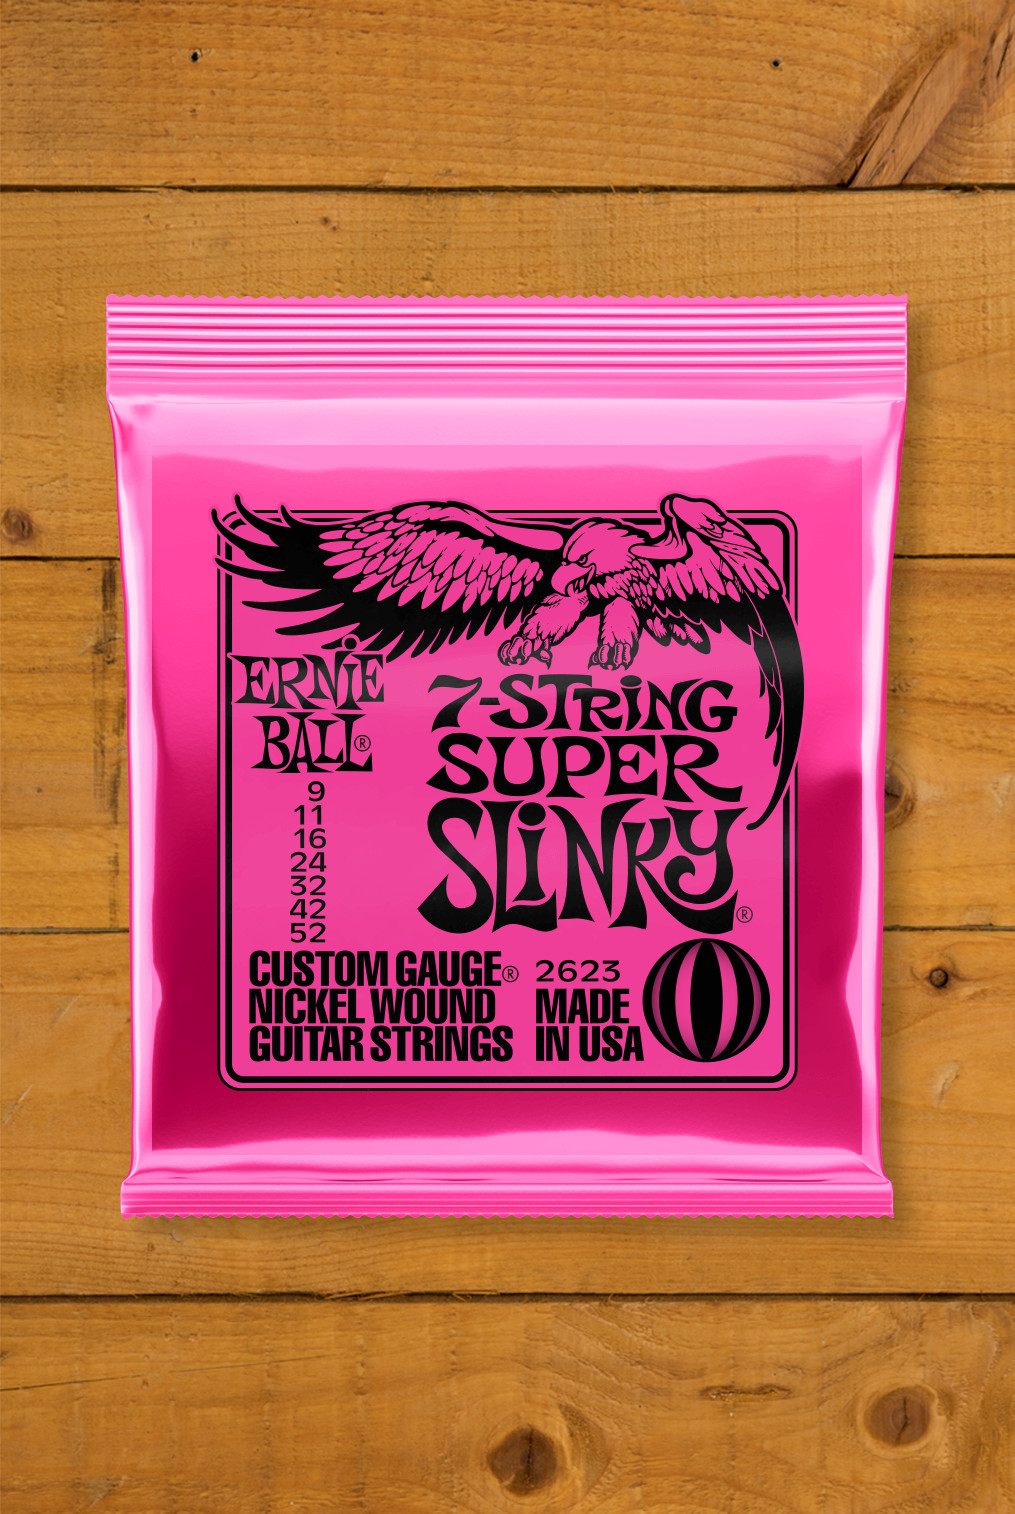 ERNiE
BALL®
7-STRiNG
SUPER
SLiNKY®
9
11
16
24
32
42
52
CUSTOM GAUGE®
NICKEL WOUND
GUITAR STRINGS
2623
MADE
IN USA